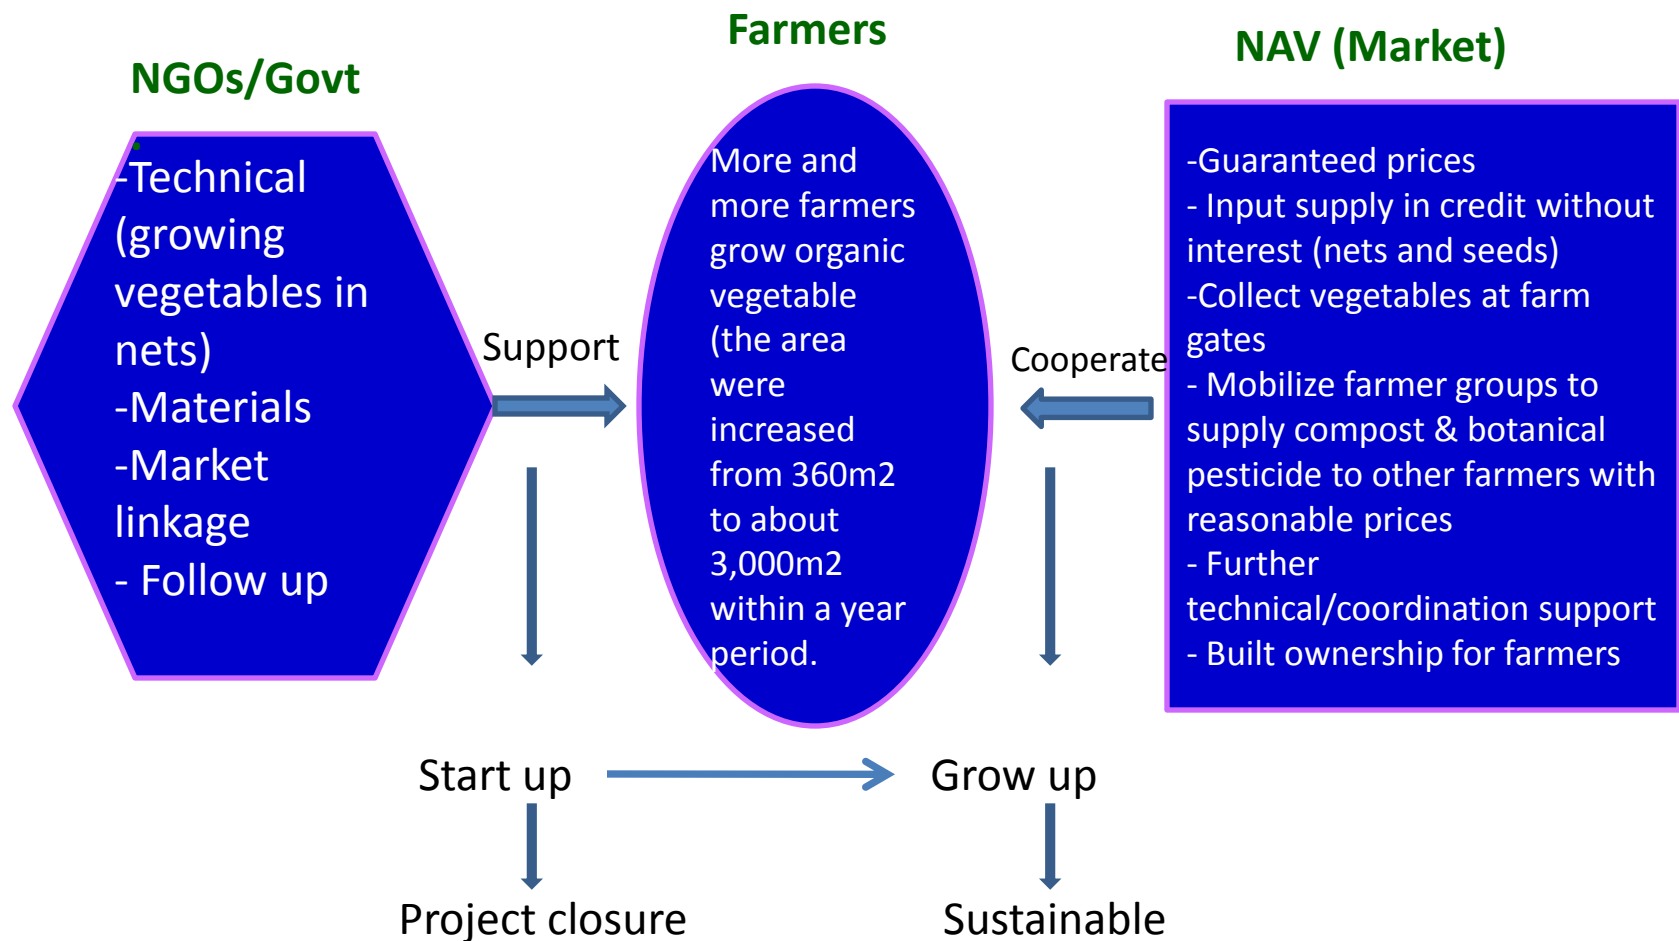 NGOs/Govt
-Technical
(growing
vegetables in
nets)
-Materials
-Market
linkage
- Follow up
Support
Farmers
More and
more farmers
grow organic
vegetable
(the area
were
increased
from 360m2
to about
3,000m2
within a year
period.
Cooperate
NAV (Market)
-Guaranteed prices
- Input supply in credit without
interest (nets and seeds)
-Collect vegetables at farm
gates
- Mobilize farmer groups to
supply compost & botanical
pesticide to other farmers with
reasonable prices
- Further
technical/coordination support
- Built ownership for farmers
Start up
Grow up
Project closure
Sustainable